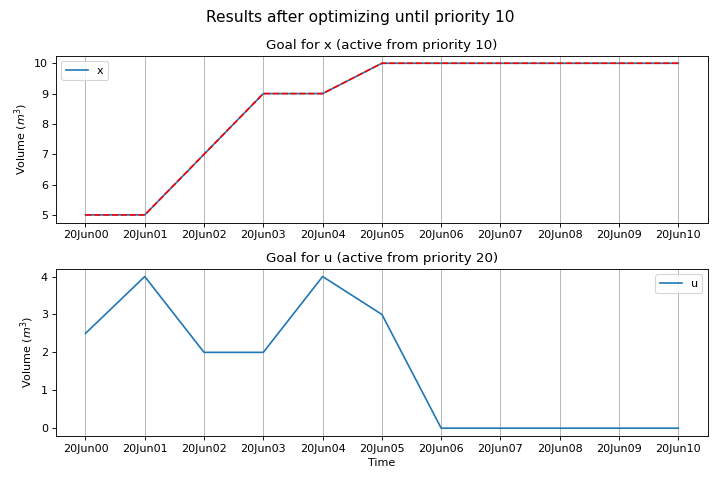 Results after optimizing until priority 10
Goal for x (active from priority 10)
x
Volume (m³)
10
9
8
7
6
5
20Jun00 20Jun01 20Jun02 20Jun03 20Jun04 20Jun05 20Jun06 20Jun07 20Jun08 20Jun09 20Jun10
Goal for u (active from priority 20)
u
Volume (m³)
4
3
2
1
0
20Jun00 20Jun01 20Jun02 20Jun03 20Jun04 20Jun05 20Jun06 20Jun07 20Jun08 20Jun09 20Jun10
Time